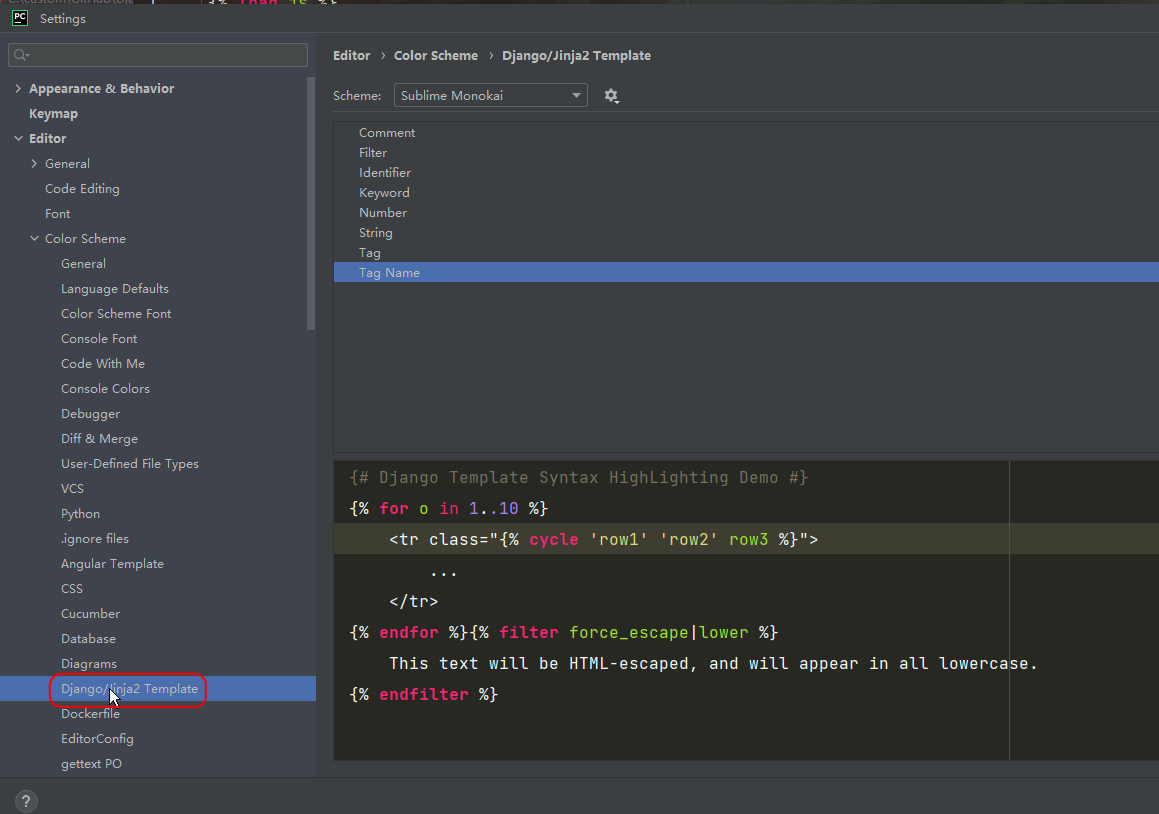 PC Settings
Editor › Color Scheme › Django/Jinja2 Template
Appearance & Behavior
Keymap
Editor
General
Code Editing
Font
Color Scheme
General
Language Defaults
Color Scheme Font
Console Font
Code With Me
Console Colors
Debugger
Diff & Merge
User-Defined File Types
VCS
Python
.ignore files
Angular Template
CSS
Cucumber
Database
Diagrams
Django/Jinja2 Template
Dockerfile
EditorConfig
gettext PO
Scheme: Sublime Monokai
Comment
Filter
Identifier
Keyword
Number
String
Tag
Tag Name
{# Django Template Syntax HighLighting Demo #}
{% for o in 1..10 %}
<tr class="{% cycle 'row1' 'row2' row3 %}">
...
</tr>
{% endfor %}{% filter force_escape|lower %}
This text will be HTML-escaped, and will appear in all lowercase.
{% endfilter %}
?